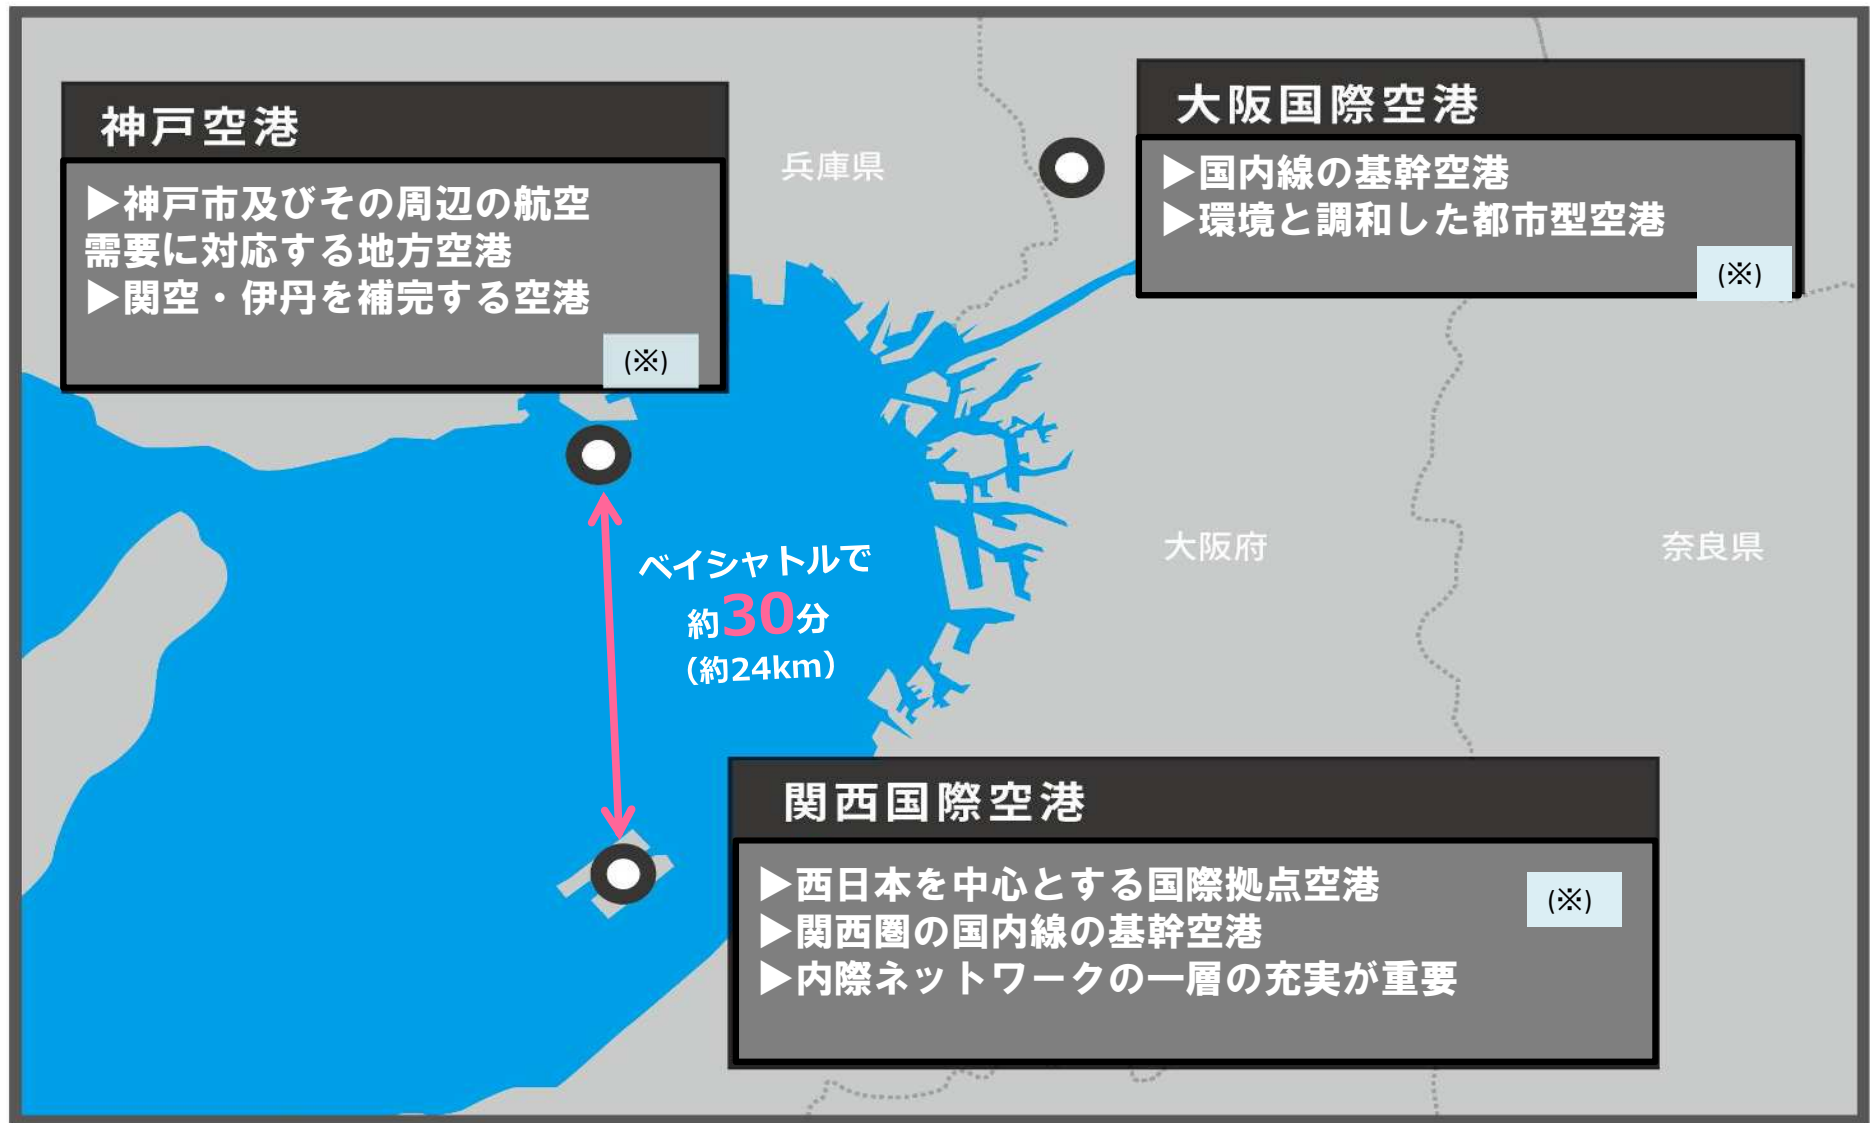 神戸空港
▶神戸市及びその周辺の航空
需要に対応する地方空港
▶関空・伊丹を補完する空港
(※)
兵庫県
大阪国際空港
▶国内線の基幹空港
▶環境と調和した都市型空港
(※)
大阪府
奈良県
ベイシャトルで
約30分
（約24km）
関西国際空港
▶西日本を中心とする国際拠点空港
▶関西圏の国内線の基幹空港
▶内際ネットワークの一層の充実が重要
(※)